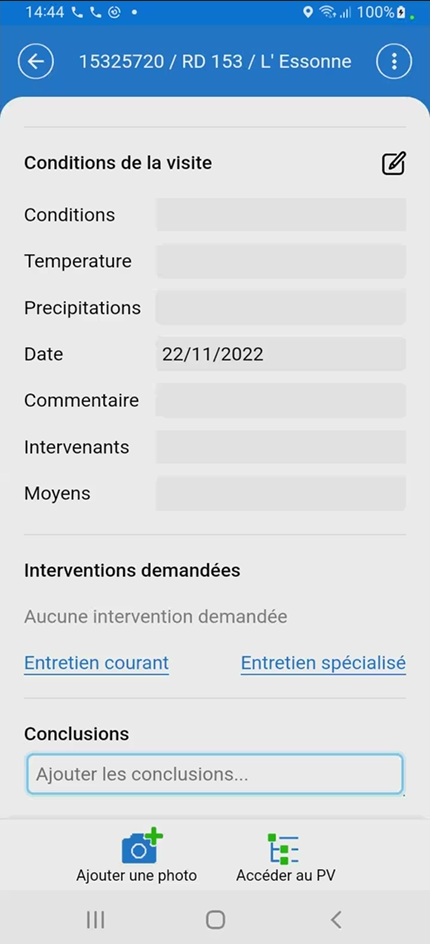 14:44 100%
15325720 / RD 153 / L' Essonne
Conditions de la visite
Conditions
Temperature
Precipitations
Date 22/11/2022
Commentaire
Intervenants
Moyens
Interventions demandées
Aucune intervention demandée
Entretien courant Entretien spécialisé
Conclusions
Ajouter les conclusions...
Ajouter une photo Accéder au PV